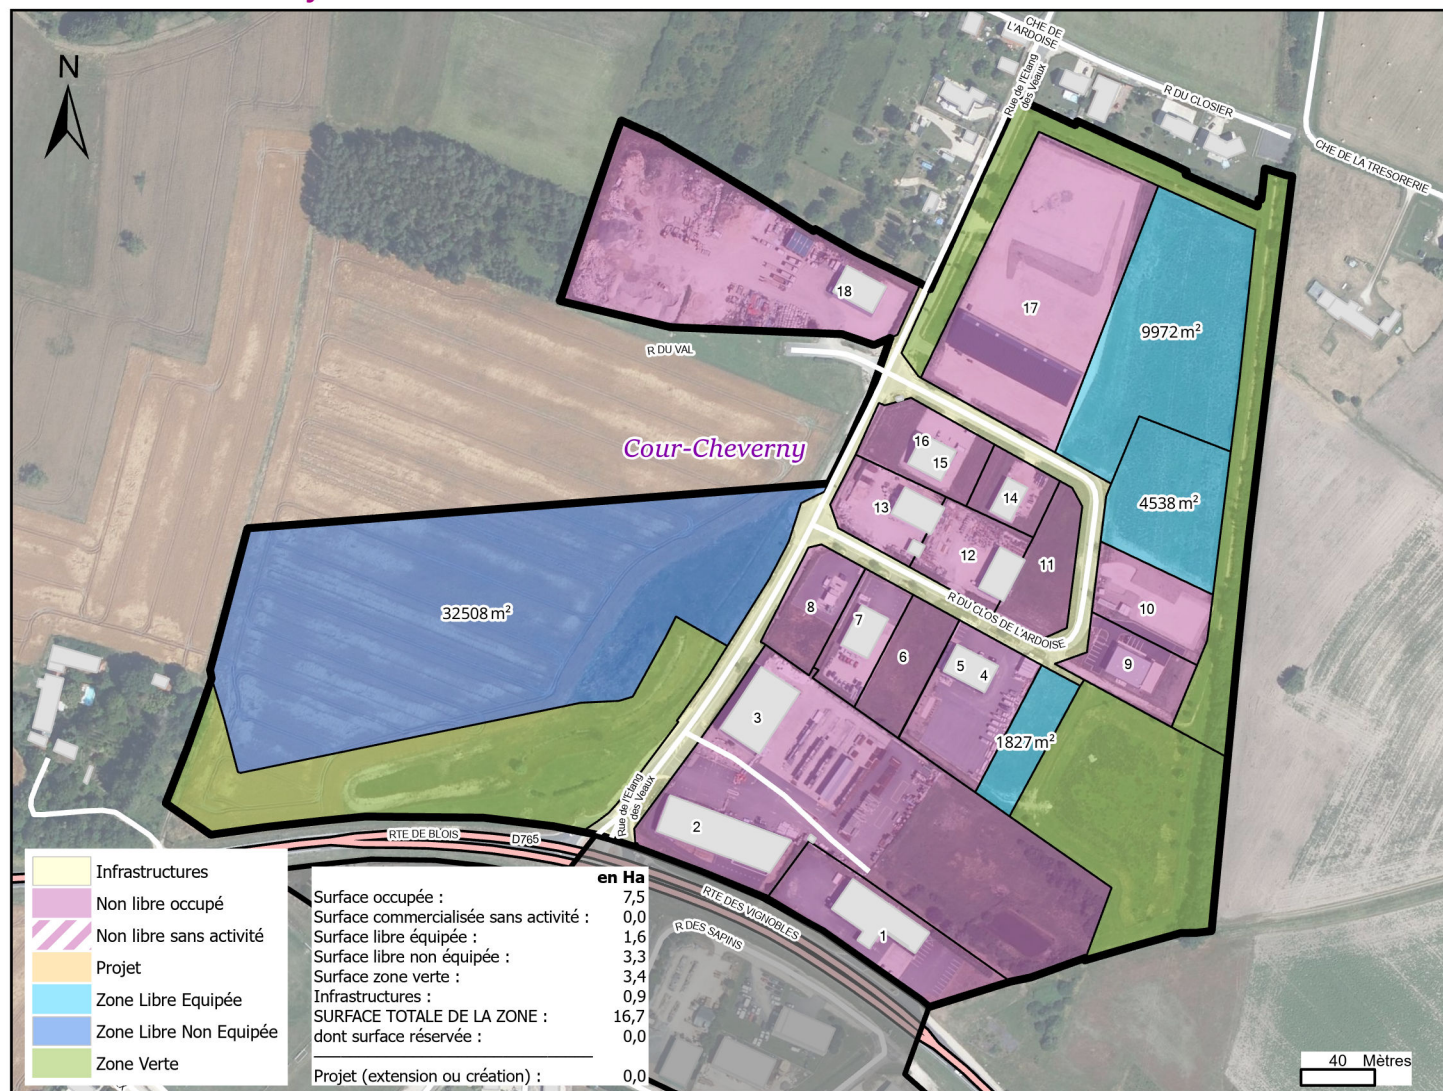 N
CHE DE
L'ARDOISE
Rue de l'Etang
des Veaux
R DU CLOSIER
CHE DE LA TRESORERIE
18
17
9972 m²
R DU VAL
Cour-Cheverny
16
15
14
13
4538 m²
12
11
32508 m²
8
7
R DU CLOS DE L'ARDOISE
10
6
5
4
9
3
1827 m²
Rue de l'Etang
des Veaux
2
RTE DE BLOIS
D765
RTE DES VIGNOBLES
R DES SAPINS
1
Infrastructures
Non libre occupé
Non libre sans activité
Projet
Zone Libre Equipée
Zone Libre Non Equipée
Zone Verte
en Ha
Surface occupée : 7,5
Surface commercialisée sans activité : 0,0
Surface libre équipée : 1,6
Surface libre non équipée : 3,3
Surface zone verte : 3,4
Infrastructures : 0,9
SURFACE TOTALE DE LA ZONE : 16,7
dont surface réservée : 0,0
Projet (extension ou création) : 0,0
40 Mètres